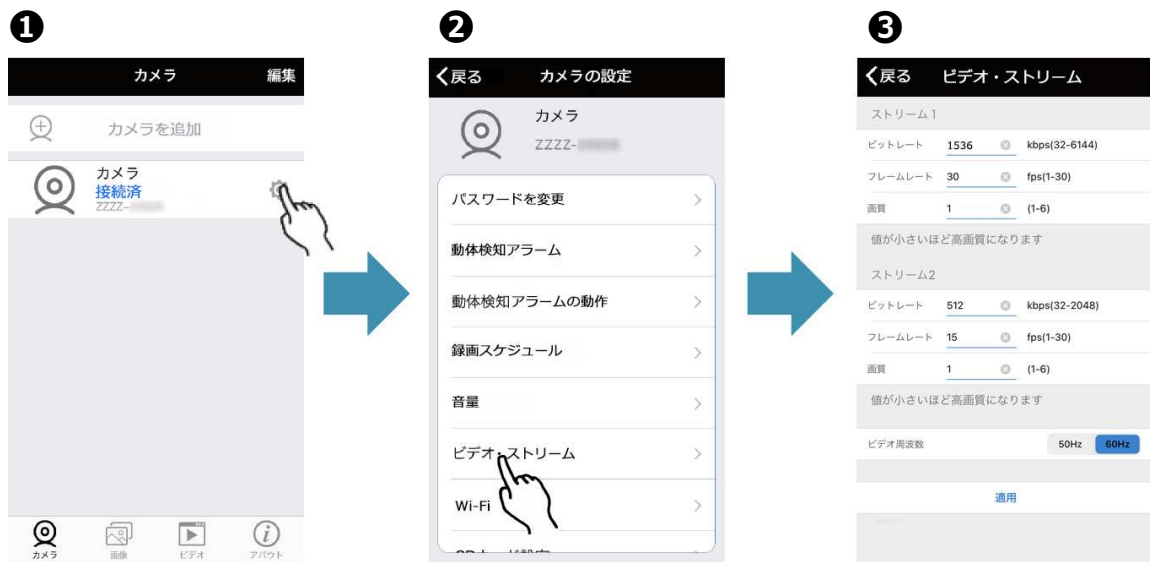 ❶
カメラ 編集
カメラを追加
カメラ
接続済
ZZZZ-
カメラ 画像 ビデオ アバウト
❷
戻る カメラの設定
カメラ
ZZZZ-
パスワードを変更
動体検知アラーム
動体検知アラームの動作
録画スケジュール
音量
ビデオ・ストリーム
Wi-Fi
❸
戻る ビデオ・ストリーム
ストリーム1
ビットレート 1536 kbps(32-6144)
フレームレート 30 fps(1-30)
画質 1 (1-6)
値が小さいほど高画質になります
ストリーム2
ビットレート 512 kbps(32-2048)
フレームレート 15 fps(1-30)
画質 1 (1-6)
値が小さいほど高画質になります
ビデオ周波数 50Hz 60Hz
適用